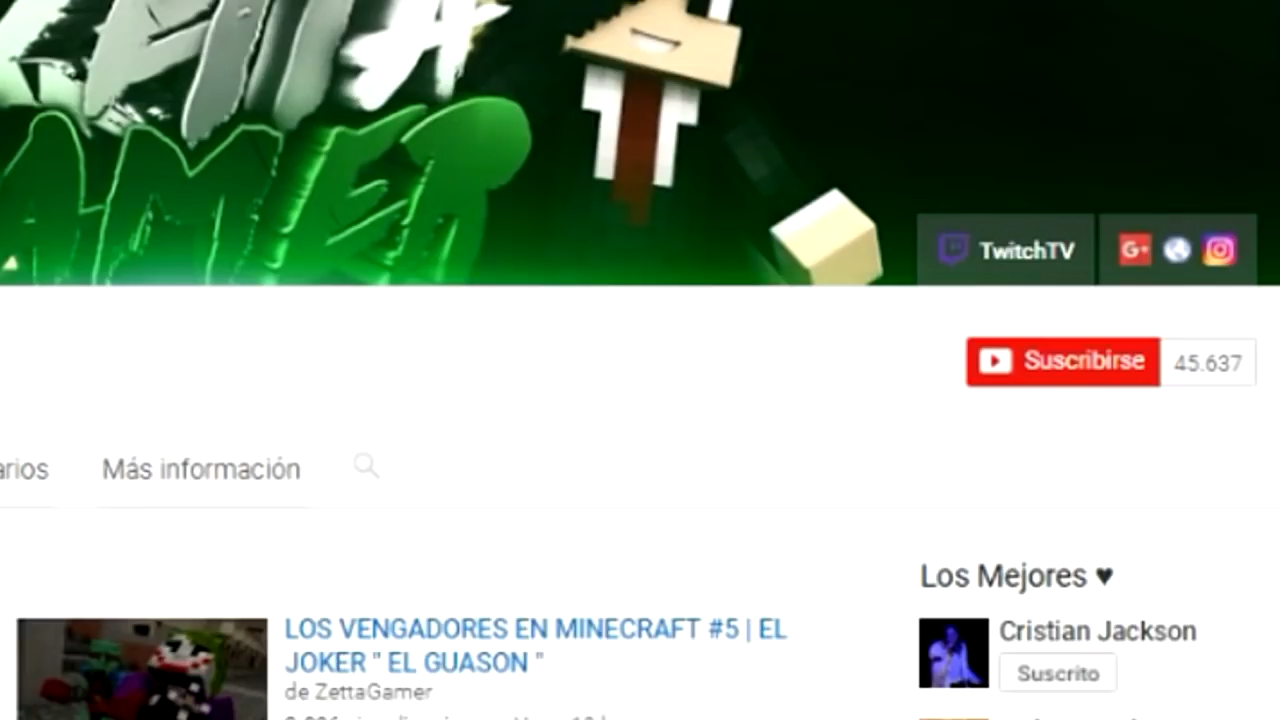 TwitchTV
G+
Suscribirse 45.637
arios Más información
Los Mejores ♥
LOS VENGADORES EN MINECRAFT #5 | EL
JOKER " EL GUASON "
de ZettaGamer
Cristian Jackson
Suscrito